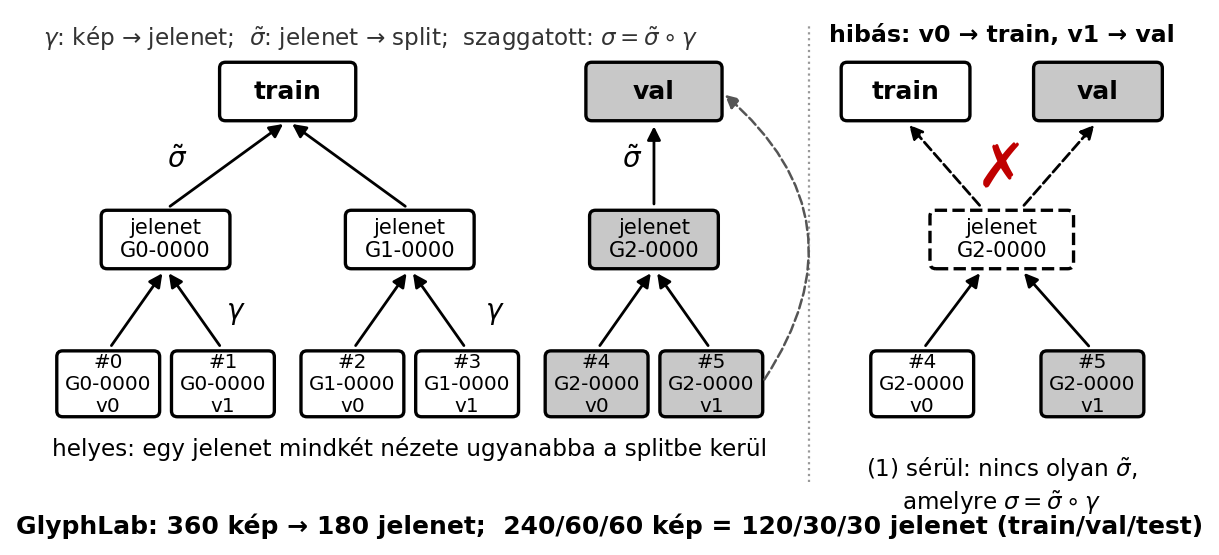 γ: kép → jelenet;  σ̃: jelenet → split;  szaggatott: σ = σ̃ ∘ γ
train
val
σ̃
σ̃
jelenet
G0-0000
jelenet
G1-0000
jelenet
G2-0000
γ
γ
#0
G0-0000
v0
#1
G0-0000
v1
#2
G1-0000
v0
#3
G1-0000
v1
#4
G2-0000
v0
#5
G2-0000
v1
helyes: egy jelenet mindkét nézete ugyanabba a splitbe kerül
hibás: v0 → train, v1 → val
train
val
✗
jelenet
G2-0000
#4
G2-0000
v0
#5
G2-0000
v1
(1) sérül: nincs olyan σ̃,
amelyre σ = σ̃ ∘ γ
GlyphLab: 360 kép → 180 jelenet;  240/60/60 kép = 120/30/30 jelenet (train/val/test)